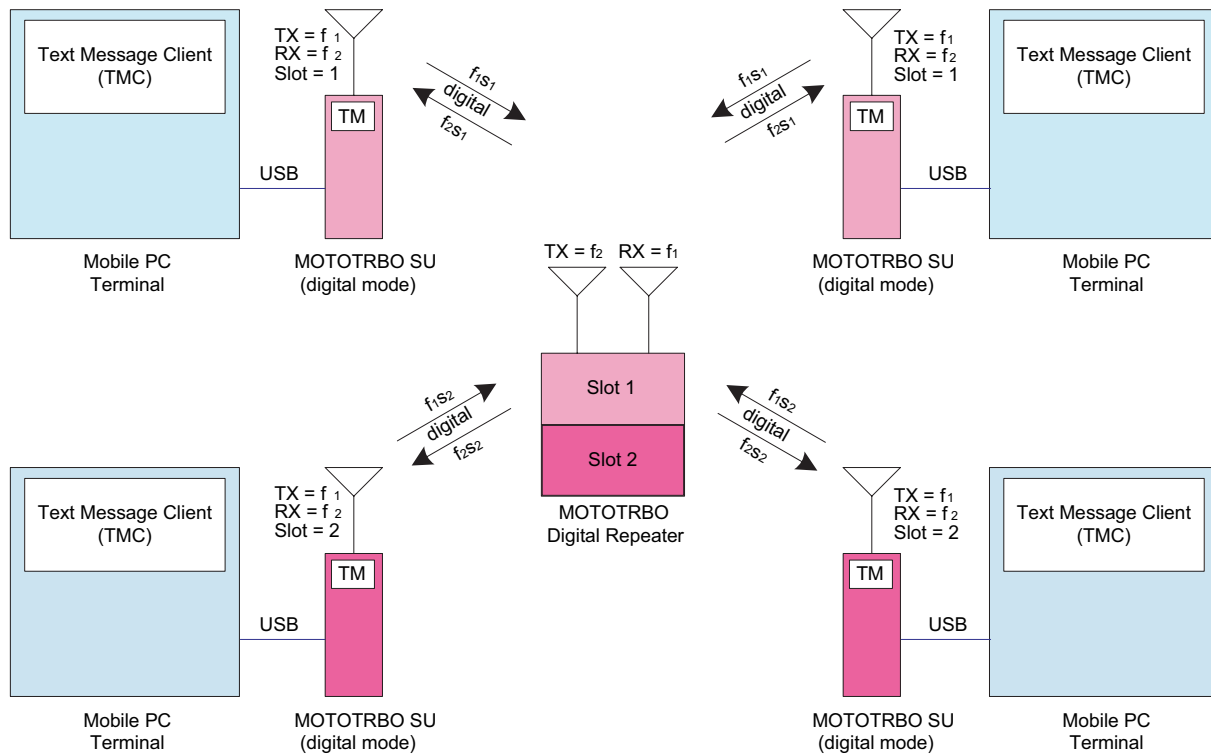 Text Message Client
(TMC)
TX = f 1
RX = f 2
Slot = 1
TM
USB
Mobile PC
Terminal
MOTOTRBO SU
(digital mode)
f1s1
digital
f2s1
f1s1
digital
f2s1
TX = f1
RX = f2
Slot = 1
TM
USB
Text Message Client
(TMC)
MOTOTRBO SU
(digital mode)
Mobile PC
Terminal
TX = f2
RX = f1
Slot 1
Slot 2
MOTOTRBO
Digital Repeater
f1s2
digital
f2s2
f1s2
digital
f2s2
Text Message Client
(TMC)
TX = f 1
RX = f 2
Slot = 2
TM
USB
Mobile PC
Terminal
MOTOTRBO SU
(digital mode)
TX = f1
RX = f2
Slot = 2
TM
USB
Text Message Client
(TMC)
MOTOTRBO SU
(digital mode)
Mobile PC
Terminal